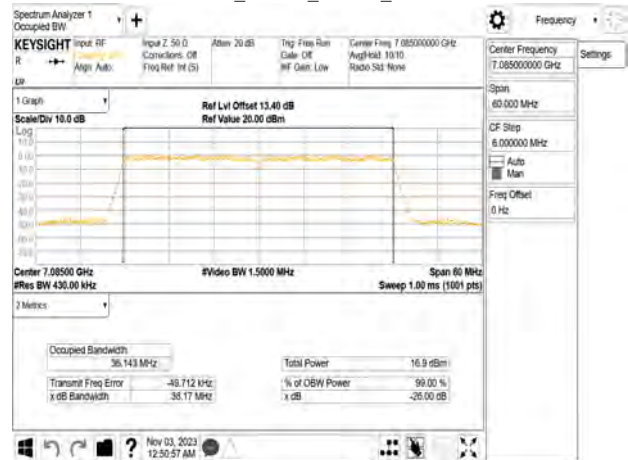 Spectrum Analyzer 1
Occupied BW
Frequency
Settings
KEYSIGHT Input: RF
R
Align: Auto
LXI
Input Z: 50 Ω
Corrections: Off
Freq Ref: Int (S)
Atten: 20 dB
Trig: Free Run
Gate: Off
#IF Gain: Low
Center Freq: 7.085000000 GHz
Avg|Hold: 10/10
Radio Std: None
Center Frequency
7.085000000 GHz
Span
60.000 MHz
CF Step
6.000000 MHz
Auto
Man
Freq Offset
0 Hz
1 Graph
Scale/Div 10.0 dB
Ref Lvl Offset 13.40 dB
Ref Value 20.00 dBm
Log
10.0
0.00
Center 7.08500 GHz
#Res BW 430.00 kHz
#Video BW 1.5000 MHz
Span 60 MHz
Sweep 1.00 ms (1001 pts)
2 Metrics
Occupied Bandwidth
36.143 MHz
Total Power 16.9 dBm
Transmit Freq Error -49.712 kHz
% of OBW Power 99.00 %
x dB Bandwidth 38.17 MHz
x dB -26.00 dB
?
Nov 03, 2023
12:50:57 AM